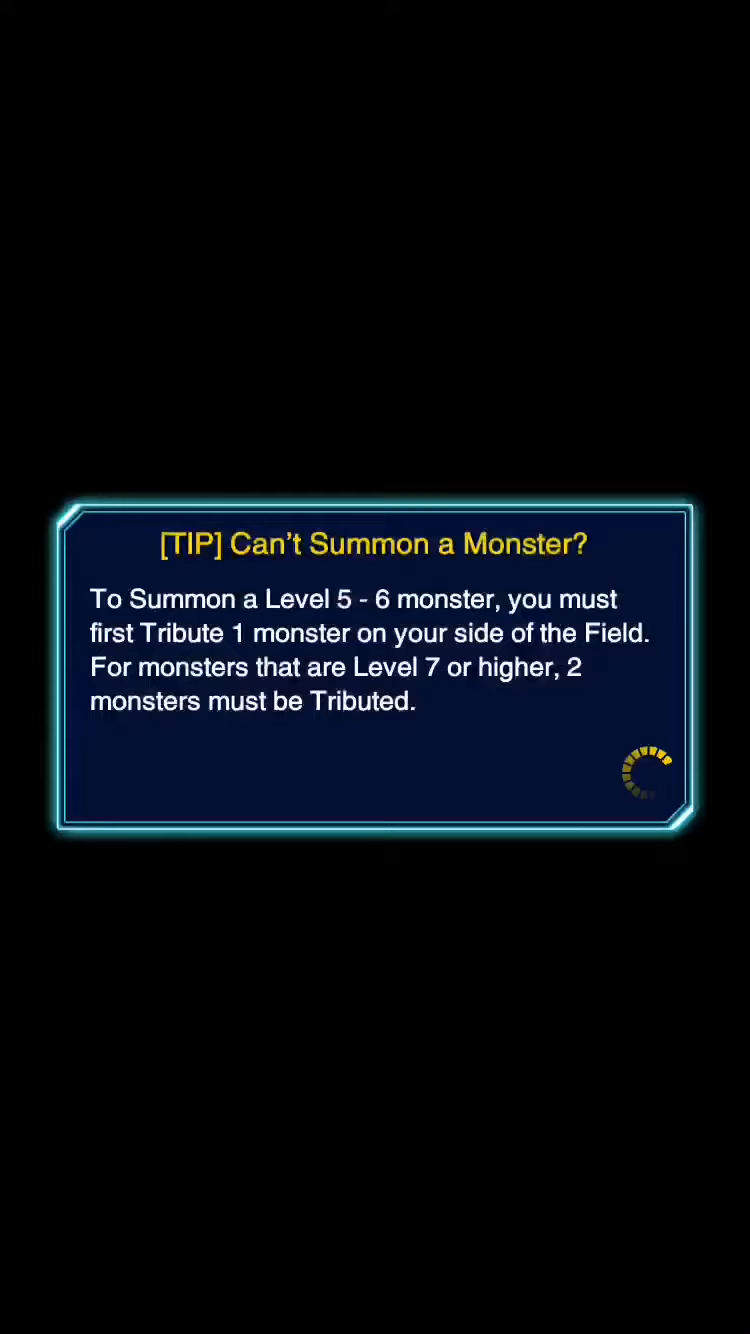 [TIP] Can’t Summon a Monster?
To Summon a Level 5 - 6 monster, you must
first Tribute 1 monster on your side of the Field.
For monsters that are Level 7 or higher, 2
monsters must be Tributed.